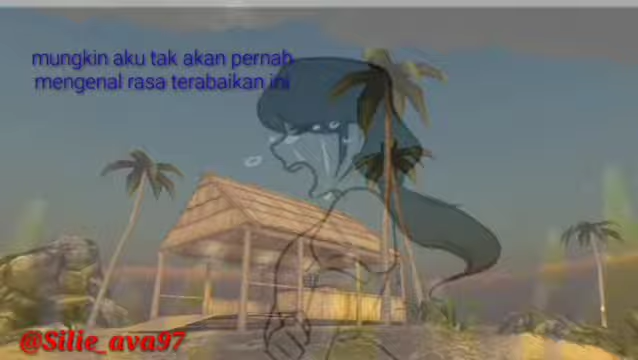 mungkin aku tak akan pernah
mengenal rasa terabaikan ini
@Silie_ava97